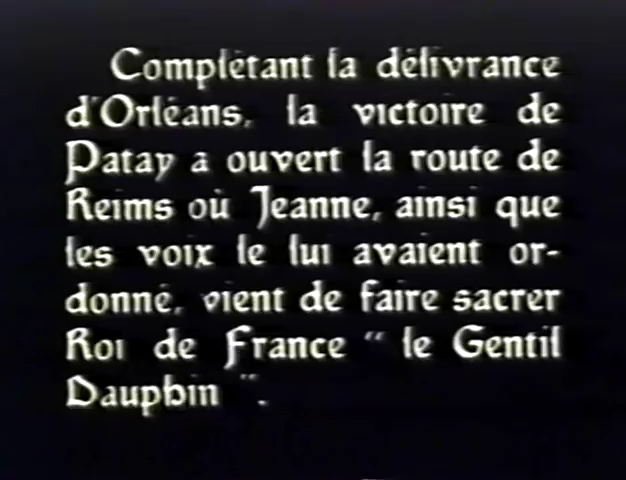 Complétant la délivrance
d'Orléans, la victoire de
Patay a ouvert la route de
Reims où Jeanne, ainsi que
les voix le lui avaient or-
donné, vient de faire sacrer
Roi de France " le Gentil
Dauphin ".